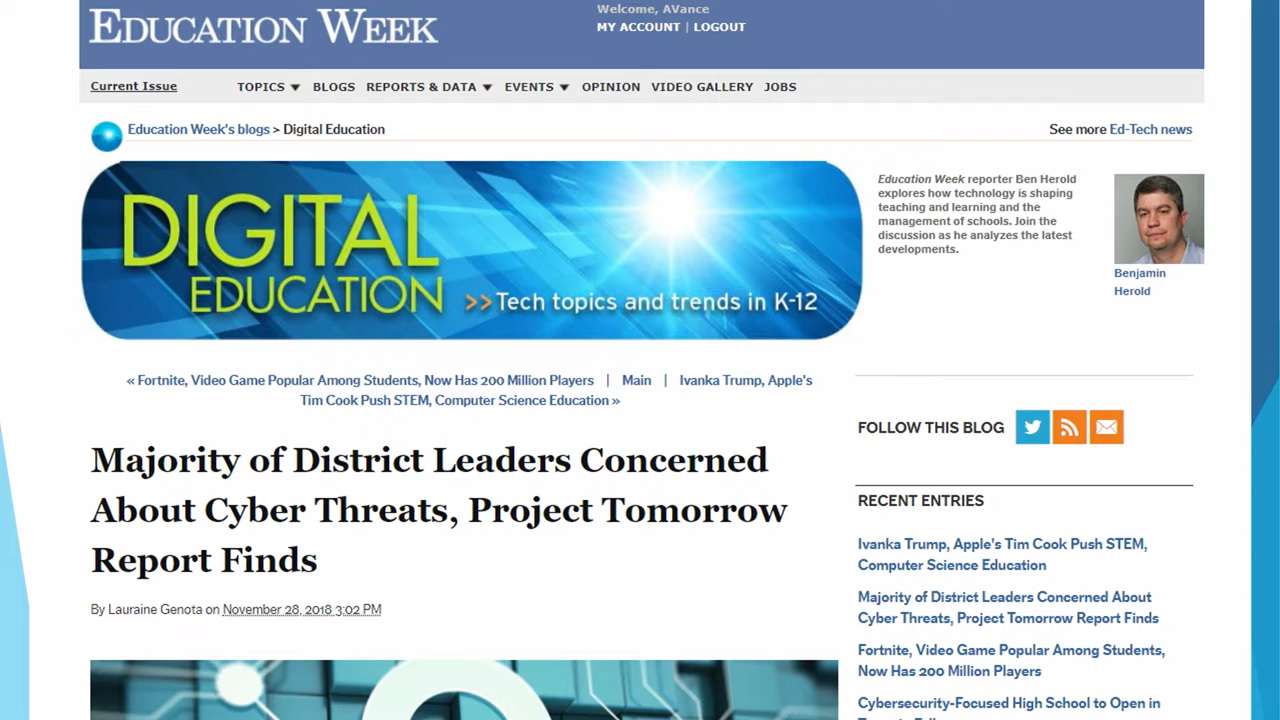 EDUCATION WEEK
Welcome, AVance
MY ACCOUNT | LOGOUT
Current Issue
TOPICS ▼ BLOGS REPORTS & DATA ▼ EVENTS ▼ OPINION VIDEO GALLERY JOBS
Education Week's blogs > Digital Education
See more Ed-Tech news
DIGITAL
EDUCATION
>>Tech topics and trends in K-12
Education Week reporter Ben Herold
explores how technology is shaping
teaching and learning and the
management of schools. Join the
discussion as he analyzes the latest
developments.
Benjamin
Herold
« Fortnite, Video Game Popular Among Students, Now Has 200 Million Players | Main | Ivanka Trump, Apple's
Tim Cook Push STEM, Computer Science Education »
Majority of District Leaders Concerned
About Cyber Threats, Project Tomorrow
Report Finds
By Lauraine Genota on November 28, 2018 3:02 PM
FOLLOW THIS BLOG
RECENT ENTRIES
Ivanka Trump, Apple's Tim Cook Push STEM,
Computer Science Education
Majority of District Leaders Concerned About
Cyber Threats, Project Tomorrow Report Finds
Fortnite, Video Game Popular Among Students,
Now Has 200 Million Players
Cybersecurity-Focused High School to Open in